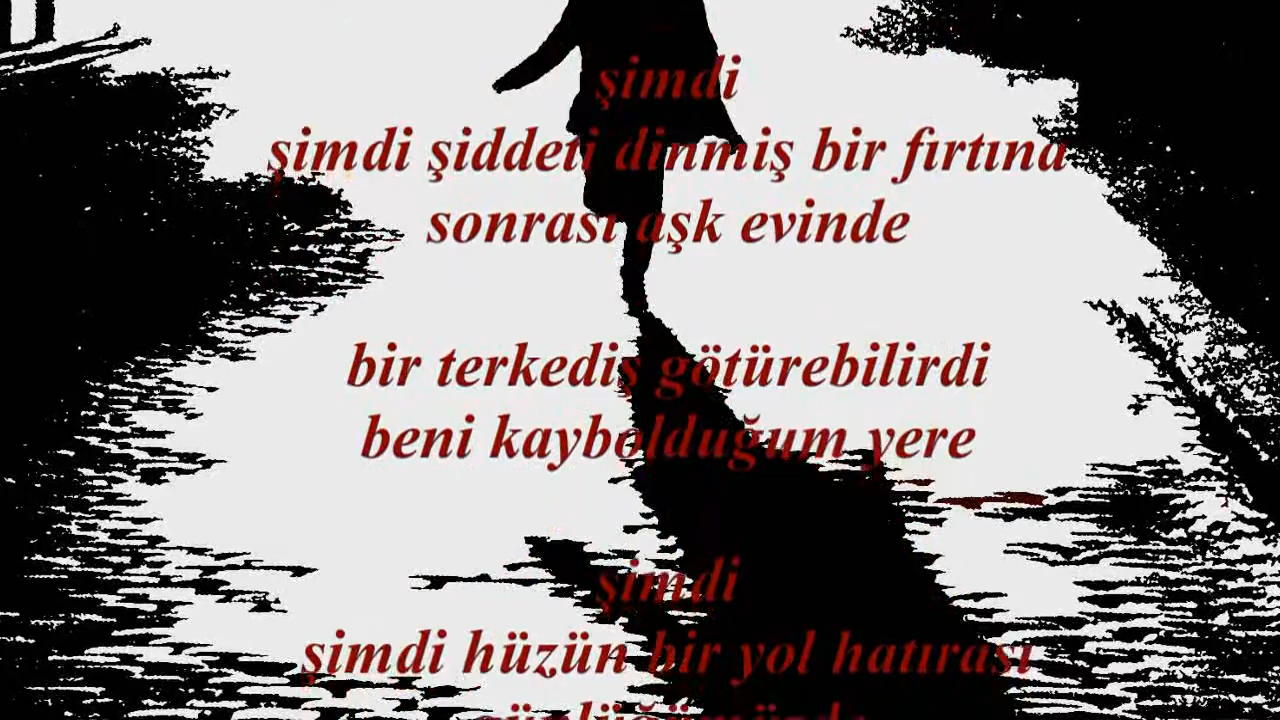 şimdi
şimdi şiddeti dinmiş bir fırtına
sonrası aşk evinde
bir terkediş götürebilirdi
beni kaybolduğum yere
şimdi
şimdi hüzün bir yol hatırası